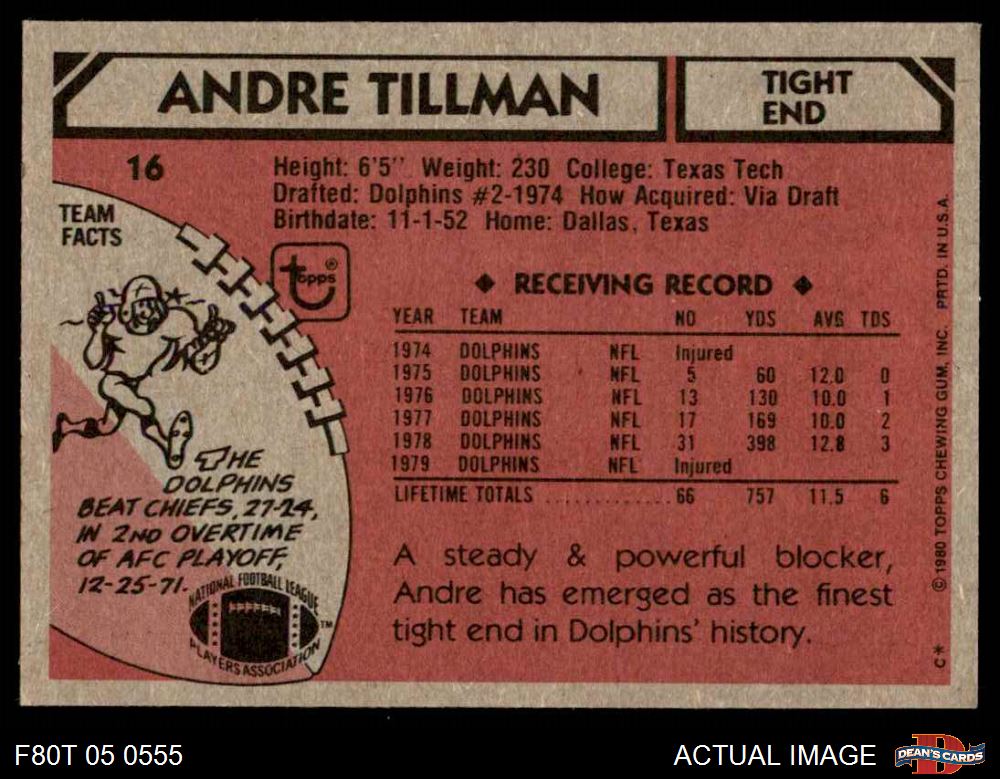 ANDRE TILLMAN
TIGHT
END
16
Height: 6'5'' Weight: 230 College: Texas Tech
Drafted: Dolphins #2-1974 How Acquired: Via Draft
Birthdate: 11-1-52 Home: Dallas, Texas
TEAM
FACTS
topps®
◆ RECEIVING RECORD ◆
YEAR TEAM NO YDS AVG TDS
1974 DOLPHINS NFL Injured
1975 DOLPHINS NFL 5 60 12.0 0
1976 DOLPHINS NFL 13 130 10.0 1
1977 DOLPHINS NFL 17 169 10.0 2
1978 DOLPHINS NFL 31 398 12.8 3
1979 DOLPHINS NFL Injured
LIFETIME TOTALS ............ 66 757 11.5 6
THE
DOLPHINS
BEAT CHIEFS, 27-24,
IN 2ND OVERTIME
OF AFC PLAYOFF,
12-25-71.
NATIONAL FOOTBALL LEAGUE
PLAYERS ASSOCIATION
TM
A steady & powerful blocker,
Andre has emerged as the finest
tight end in Dolphins' history.
C* © 1980 TOPPS CHEWING GUM, INC. PRTD. IN U.S.A.
F80T 05 0555
ACTUAL IMAGE
D
DEAN'S CARDS